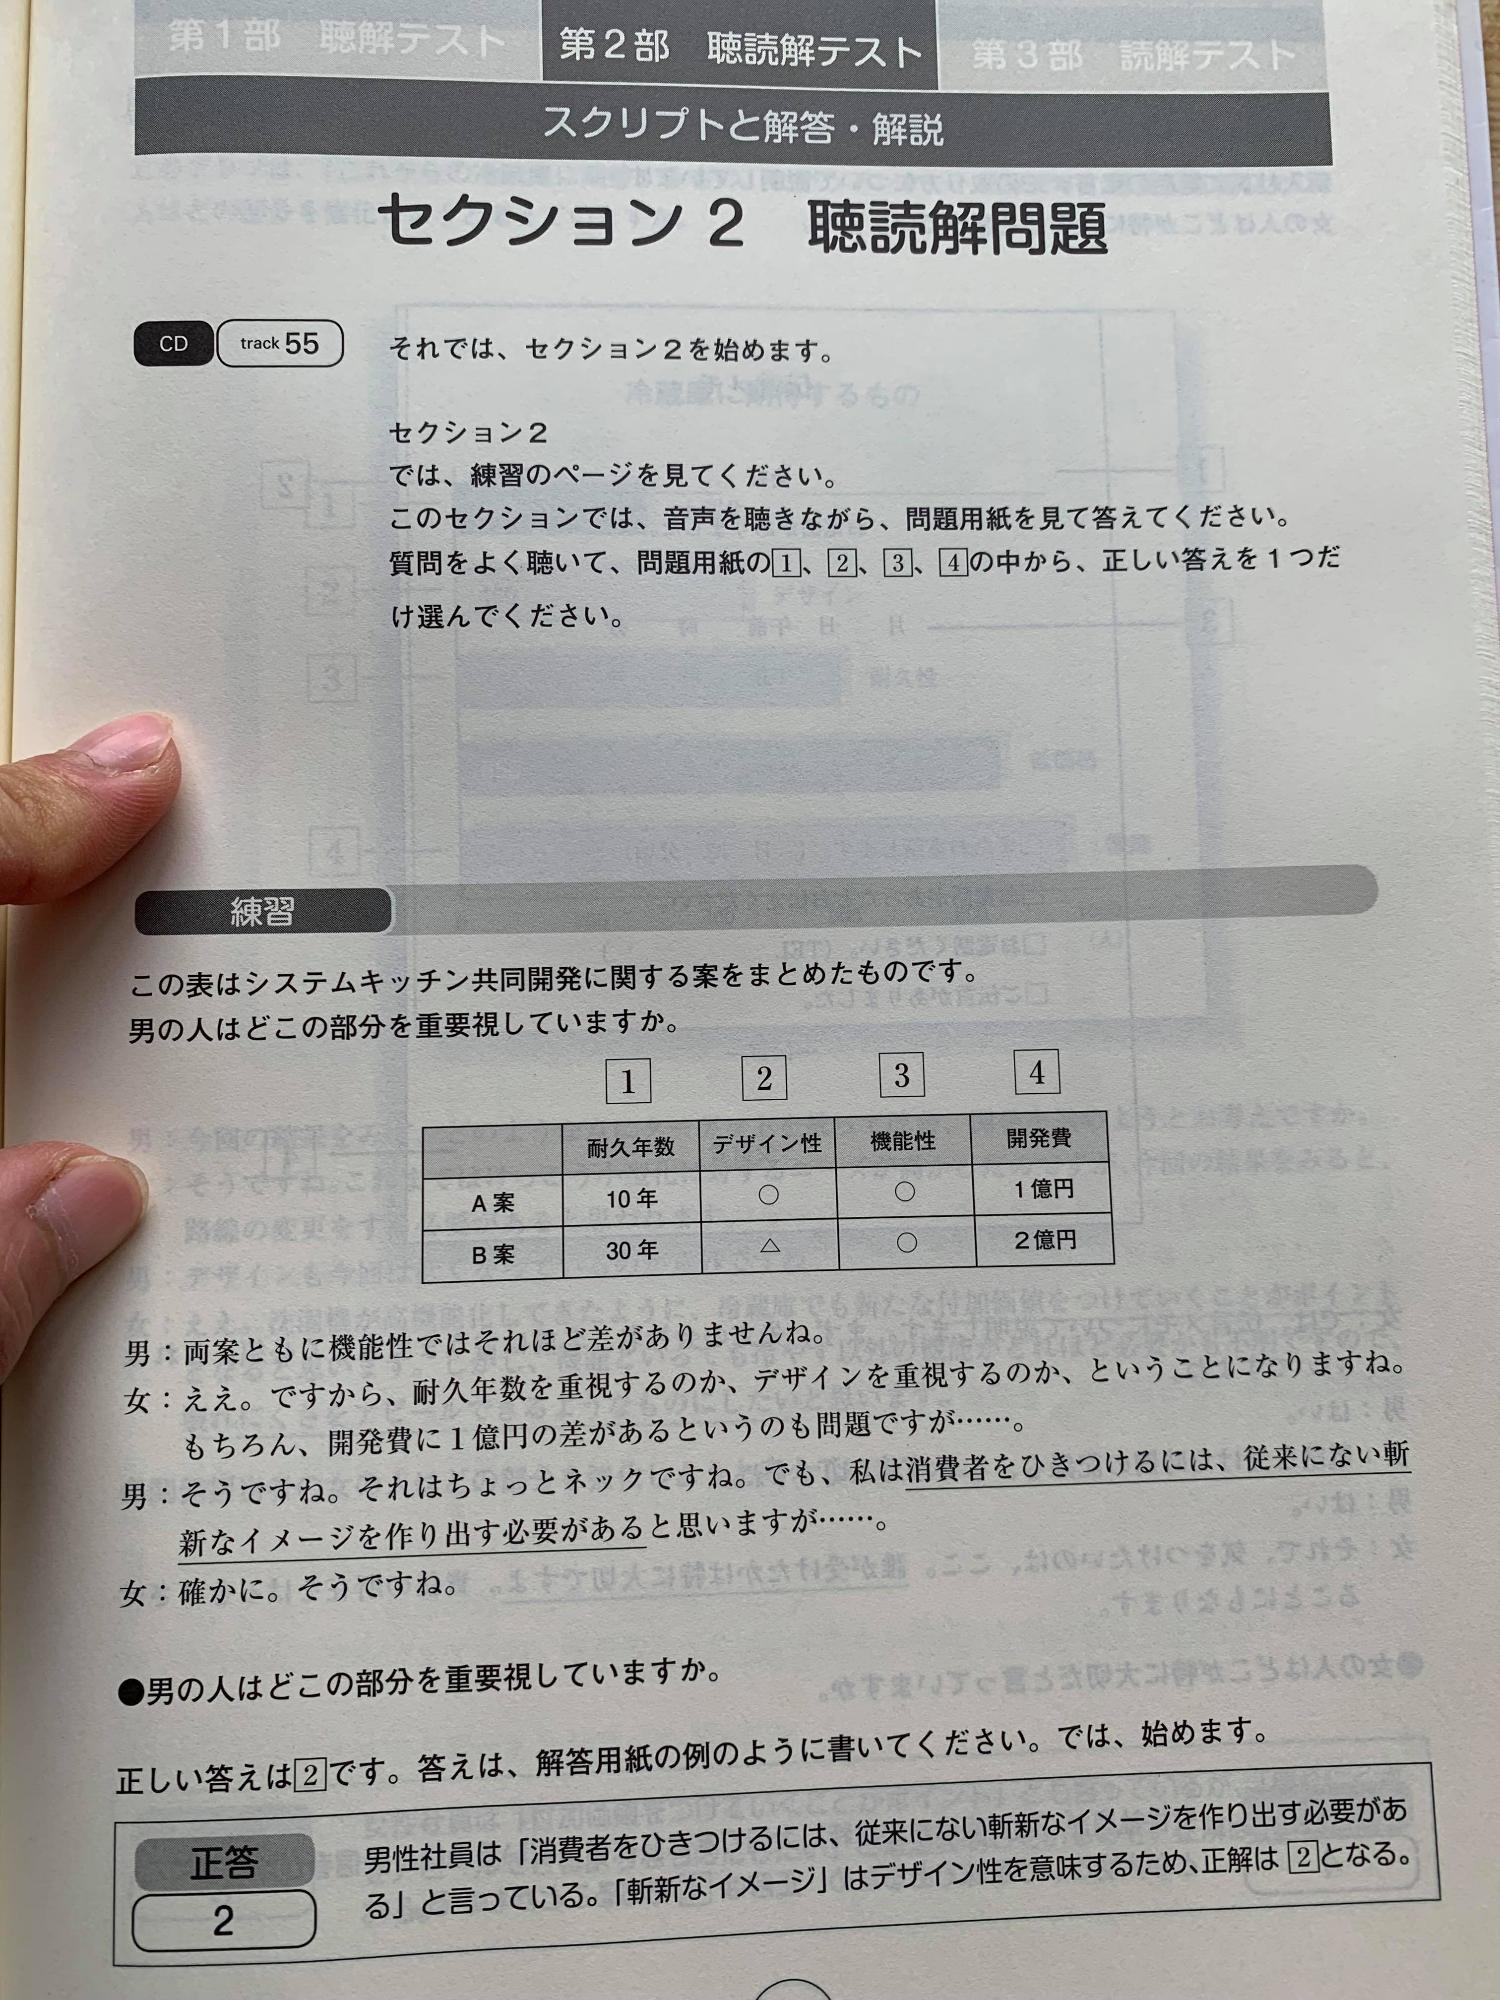 第1部 聴解テスト 第2部 聴読解テスト 第3部 読解テスト
スクリプトと解答・解説
セクション2 聴読解問題
CD track 55 それでは、セクション2を始めます。
セクション2
では、練習のページを見てください。
このセクションでは、音声を聴きながら、問題用紙を見て答えてください。
質問をよく聴いて、問題用紙の1、2、3、4の中から、正しい答えを1つだ
け選んでください。
練習
この表はシステムキッチン共同開発に関する案をまとめたものです。
男の人はどこの部分を重要視していますか。
1 2 3 4
耐久年数 デザイン性 機能性 開発費
A案 10年 ○ ○ 1億円
B案 30年 △ ○ 2億円
男：両案ともに機能性ではそれほど差がありませんね。
女：ええ。ですから、耐久年数を重視するのか、デザインを重視するのか、ということになりますね。
もちろん、開発費に1億円の差があるというのも問題ですが……。
男：そうですね。それはちょっとネックですね。でも、私は消費者をひきつけるには、従来にない斬
新なイメージを作り出す必要があると思いますが……。
女：確かに。そうですね。
●男の人はどこの部分を重要視していますか。
正しい答えは2です。答えは、解答用紙の例のように書いてください。では、始めます。
正答
2
男性社員は「消費者をひきつけるには、従来にない斬新なイメージを作り出す必要があ
る」と言っている。「斬新なイメージ」はデザイン性を意味するため、正解は2となる。